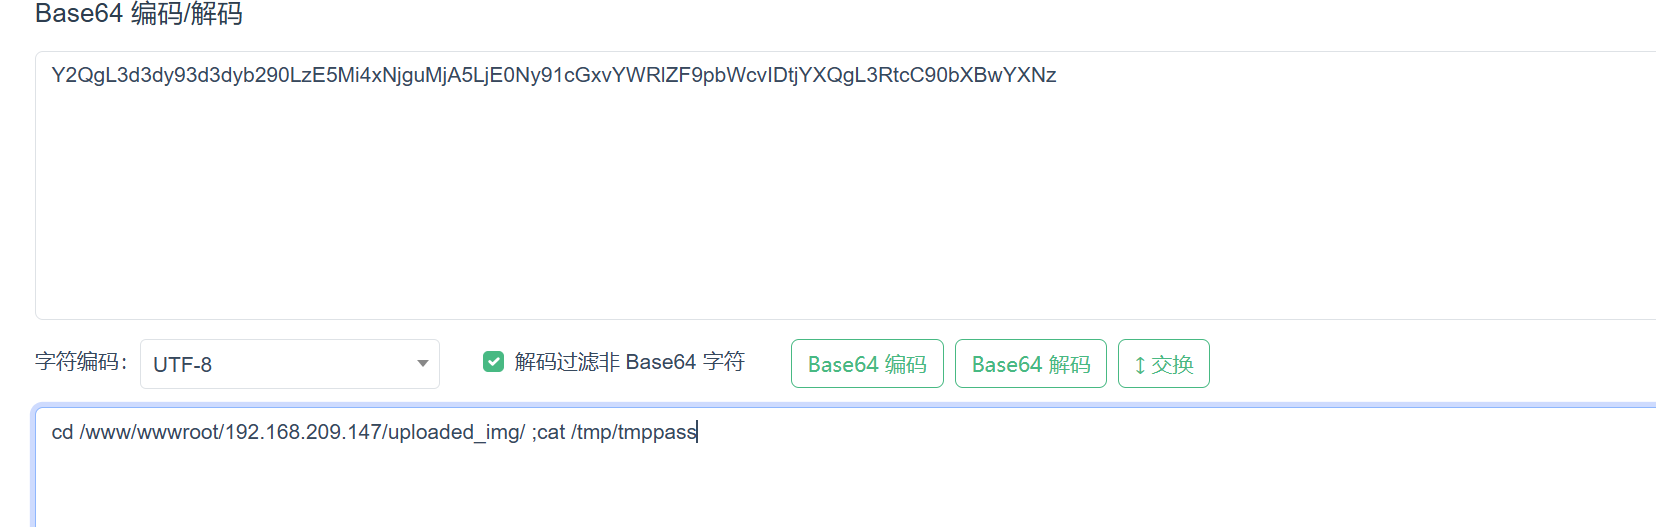 Base64 编码/解码
Y2QgL3d3dy93d3dyb290LzE5Mi4xNjguMjA5LjE0Ny91cGxvYWRlZF9pbWcvIDtjYXQgL3RtcC90bXBwYXNz
字符编码： UTF-8 解码过滤非 Base64 字符 Base64 编码 Base64 解码 ↕ 交换
cd /www/wwwroot/192.168.209.147/uploaded_img/ ;cat /tmp/tmppass